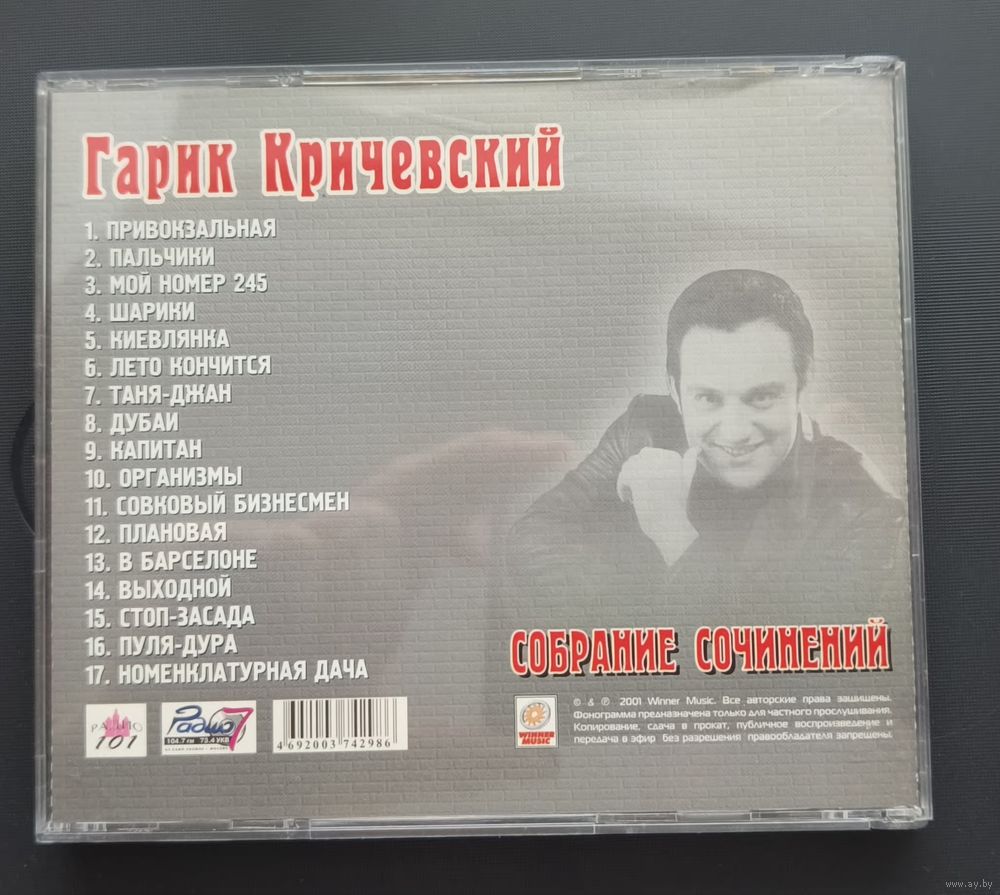 Гарик Кричевский
1. ПРИВОКЗАЛЬНАЯ
2. ПАЛЬЧИКИ
3. МОЙ НОМЕР 245
4. ШАРИКИ
5. КИЕВЛЯНКА
6. ЛЕТО КОНЧИТСЯ
7. ТАНЯ-ДЖАН
8. ДУБАИ
9. КАПИТАН
10. ОРГАНИЗМЫ
11. СОВКОВЫЙ БИЗНЕСМЕН
12. ПЛАНОВАЯ
13. В БАРСЕЛОНЕ
14. ВЫХОДНОЙ
15. СТОП-ЗАСАДА
16. ПУЛЯ-ДУРА
17. НОМЕНКЛАТУРНАЯ ДАЧА
СОБРАНИЕ СОЧИНЕНИЙ
РАДИО
101
Радио 7
104.7 FM 73.4 УКВ
4 692003 742986
WINNER
MUSIC
© & ℗ 2001 Winner Music. Все авторские права защищены.
Фонограмма предназначена только для частного прослушивания.
Копирование, сдача в прокат, публичное воспроизведение и
передача в эфир без разрешения правообладателя запрещены.
www.ay.by